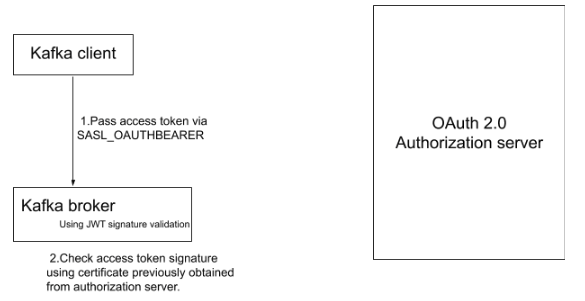 Kafka client
1.Pass access token via
SASL_OAUTHBEARER
Kafka broker
Using JWT signature validation
2.Check access token signature
using certificate previously obtained
from authorization server.
OAuth 2.0
Authorization server